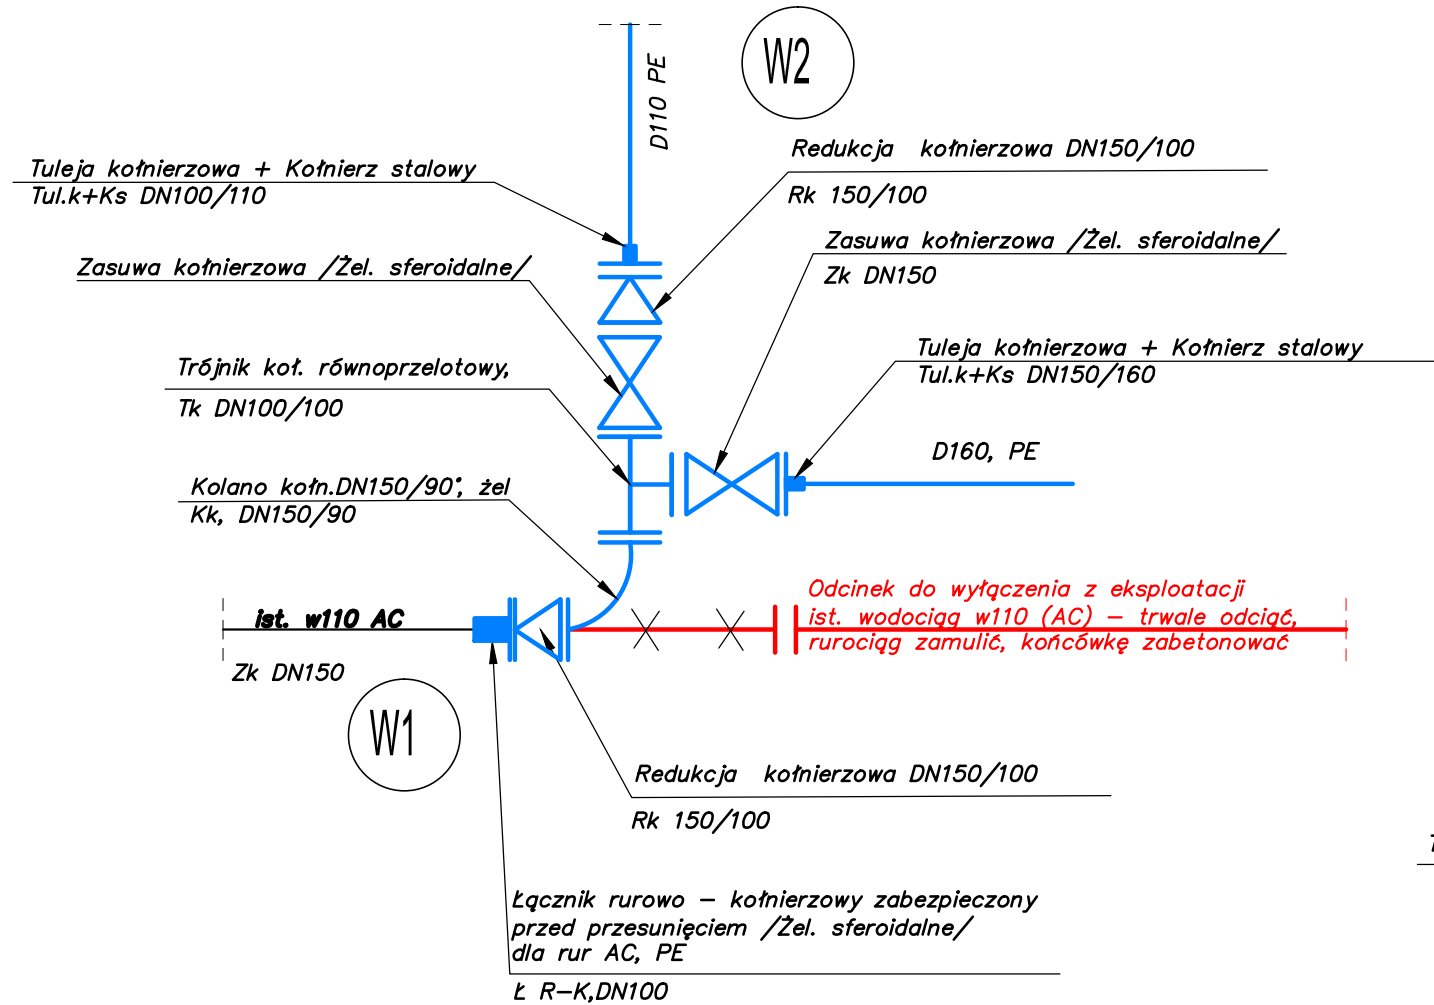 W2
D110 PE
Tuleja kołnierzowa + Kołnierz stalowy
Tul.k+Ks DN100/110
Redukcja kołnierzowa DN150/100
Rk 150/100
Zasuwa kołnierzowa /Żel. sferoidalne/
Zasuwa kołnierzowa /Żel. sferoidalne/
Zk DN150
Trójnik koł. równoprzelotowy,
Tk DN100/100
Tuleja kołnierzowa + Kołnierz stalowy
Tul.k+Ks DN150/160
D160, PE
Kolano kołn.DN150/90°, żel
Kk, DN150/90
Odcinek do wyłączenia z eksploatacji
ist. wodociąg w110 (AC) – trwale odciąć,
rurociąg zamulić, końcówkę zabetonować
ist. w110 AC
Zk DN150
W1
Redukcja kołnierzowa DN150/100
Rk 150/100
Łącznik rurowo – kołnierzowy zabezpieczony
przed przesunięciem /Żel. sferoidalne/
dla rur AC, PE
Ł R–K,DN100